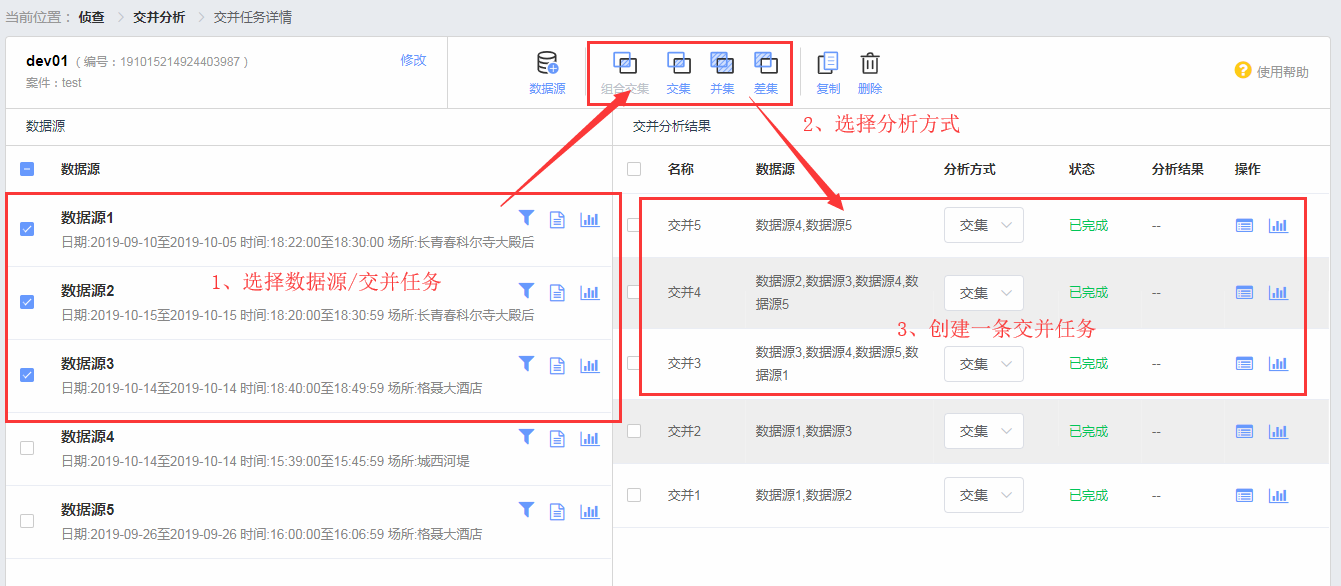 当前位置： 侦查 > 交并分析 > 交并任务详情
dev01 ( 编号：191015214924403987 )
修改
案件：test
数据源
组合交集
交集
并集
差集
复制
删除
? 使用帮助
数据源
交并分析结果
2、选择分析方式
数据源
名称 数据源 分析方式 状态 分析结果 操作
数据源1
日期:2019-09-10至2019-10-05 时间:18:22:00至18:30:00 场所:长青春科尔寺大殿后
1、选择数据源/交并任务
数据源2
日期:2019-10-15至2019-10-15 时间:18:20:00至18:30:59 场所:长青春科尔寺大殿后
数据源3
日期:2019-10-14至2019-10-14 时间:18:40:00至18:49:59 场所:格聂大酒店
数据源4
日期:2019-10-14至2019-10-14 时间:15:39:00至15:45:59 场所:城西河堤
数据源5
日期:2019-09-26至2019-09-26 时间:16:00:00至16:06:59 场所:格聂大酒店
交并5 数据源4,数据源5 交集 已完成 --
交并4 数据源2,数据源3,数据源4,数
据源5 交集 已完成 --
3、创建一条交并任务
交并3 数据源3,数据源4,数据源5,数
据源1 交集 已完成 --
交并2 数据源1,数据源3 交集 已完成 --
交并1 数据源1,数据源2 交集 已完成 --